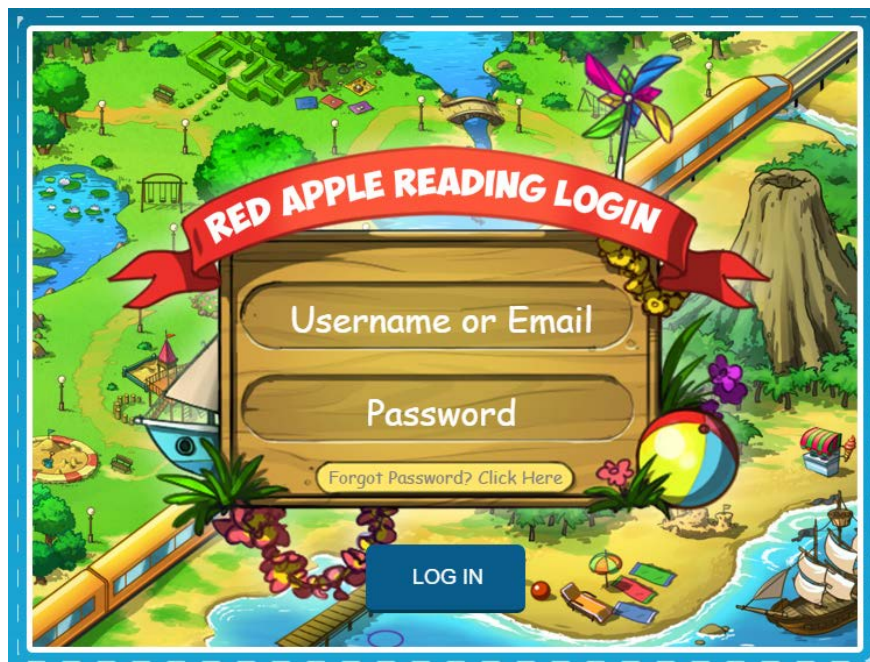 RED APPLE READING LOGIN
Username or Email
Password
Forgot Password? Click Here
LOG IN